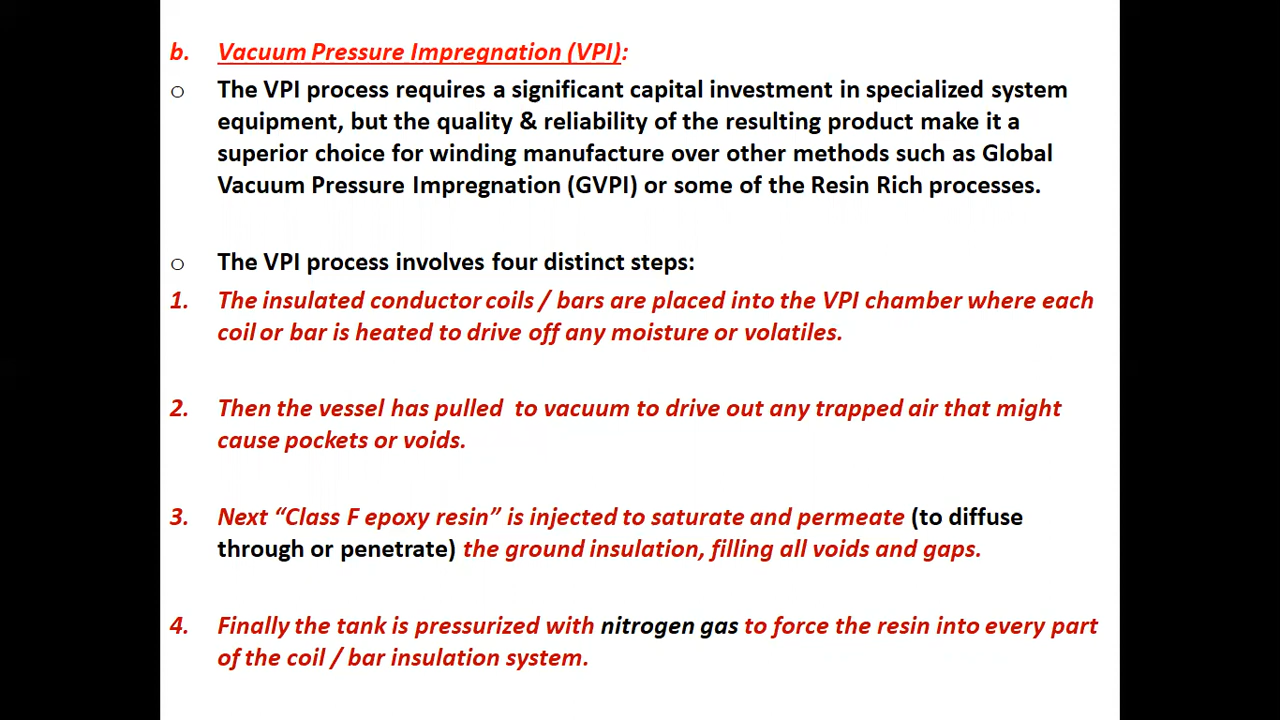 b. Vacuum Pressure Impregnation (VPI):
o The VPI process requires a significant capital investment in specialized system
equipment, but the quality & reliability of the resulting product make it a
superior choice for winding manufacture over other methods such as Global
Vacuum Pressure Impregnation (GVPI) or some of the Resin Rich processes.
o The VPI process involves four distinct steps:
1. The insulated conductor coils / bars are placed into the VPI chamber where each
coil or bar is heated to drive off any moisture or volatiles.
2. Then the vessel has pulled to vacuum to drive out any trapped air that might
cause pockets or voids.
3. Next “Class F epoxy resin” is injected to saturate and permeate (to diffuse
through or penetrate) the ground insulation, filling all voids and gaps.
4. Finally the tank is pressurized with nitrogen gas to force the resin into every part
of the coil / bar insulation system.